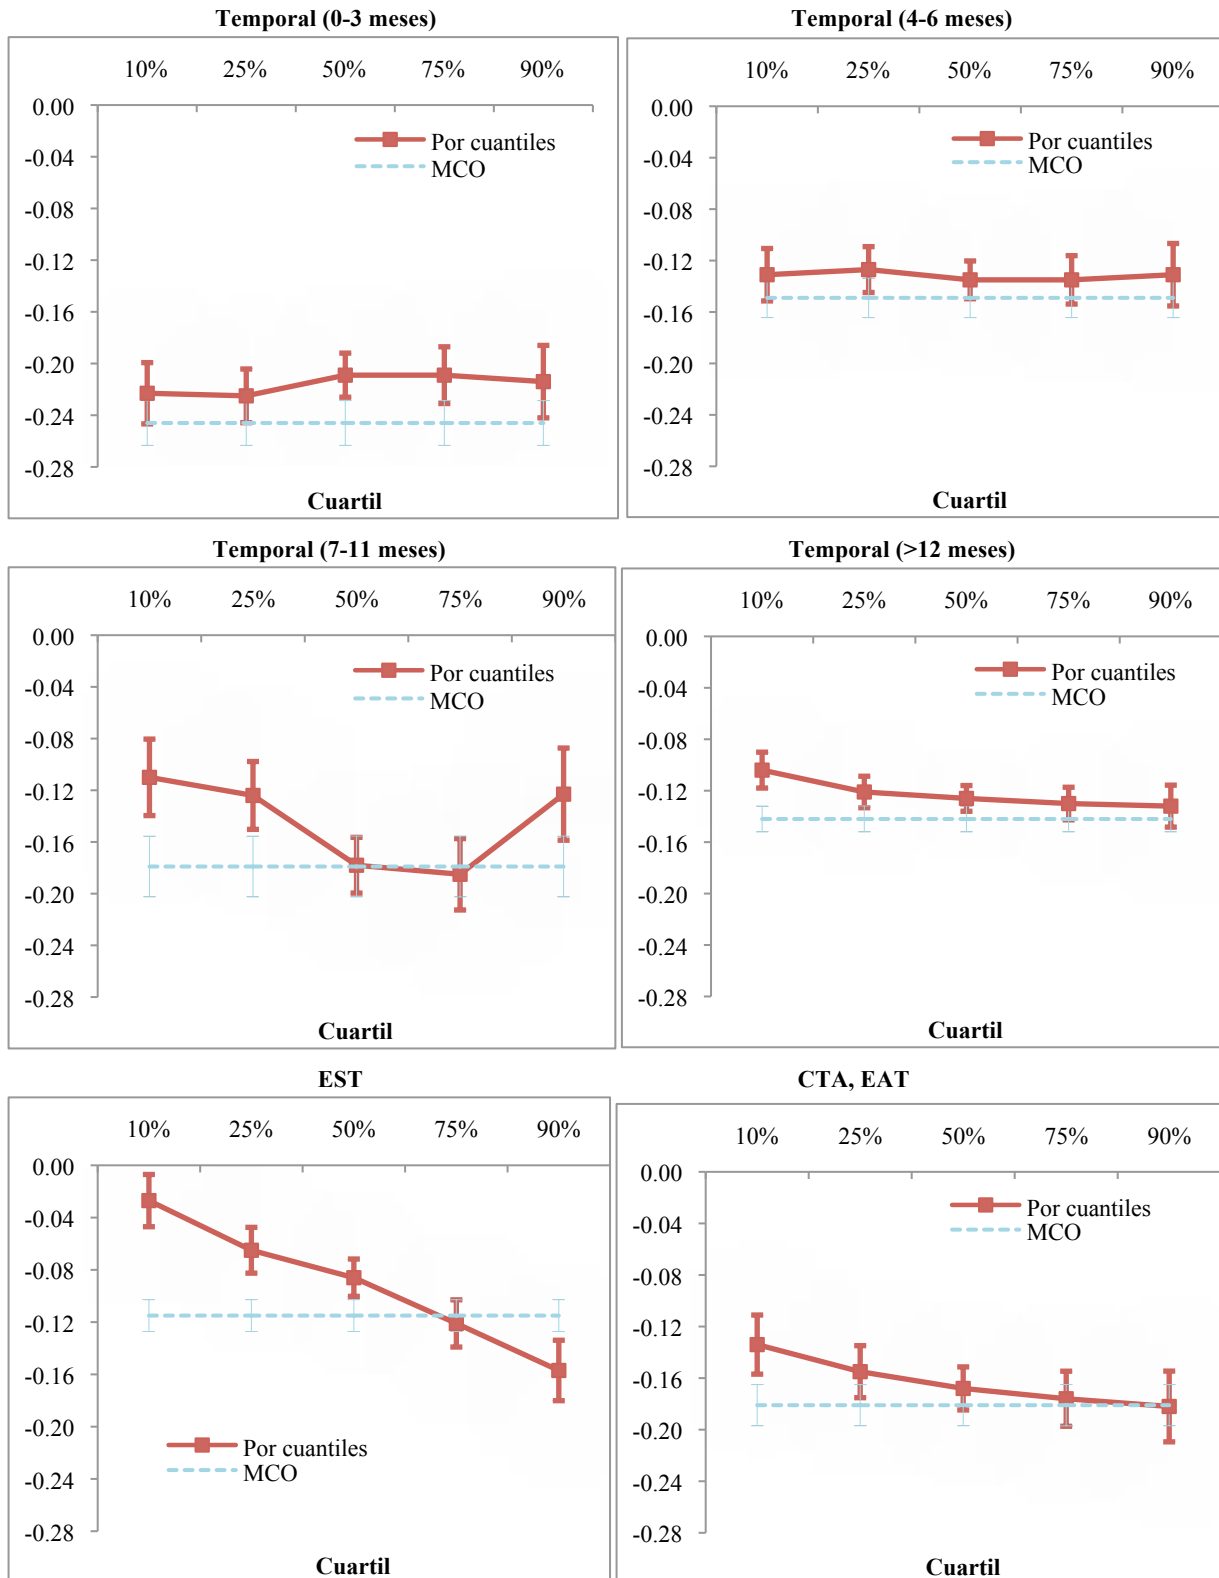 Temporal (0-3 meses)
10% 25% 50% 75% 90%
0.00
-0.04
-0.08
-0.12
-0.16
-0.20
-0.24
-0.28
Por cuantiles
MCO
Cuartil
Temporal (4-6 meses)
10% 25% 50% 75% 90%
0.00
-0.04
-0.08
-0.12
-0.16
-0.20
-0.24
-0.28
Por cuantiles
MCO
Cuartil
Temporal (7-11 meses)
10% 25% 50% 75% 90%
0.00
-0.04
-0.08
-0.12
-0.16
-0.20
-0.24
-0.28
Por cuantiles
MCO
Cuartil
Temporal (>12 meses)
10% 25% 50% 75% 90%
0.00
-0.04
-0.08
-0.12
-0.16
-0.20
-0.24
-0.28
Por cuantiles
MCO
Cuartil
EST
10% 25% 50% 75% 90%
0.00
-0.04
-0.08
-0.12
-0.16
-0.20
-0.24
-0.28
Por cuantiles
MCO
Cuartil
CTA, EAT
10% 25% 50% 75% 90%
0.00
-0.04
-0.08
-0.12
-0.16
-0.20
-0.24
-0.28
Por cuantiles
MCO
Cuartil